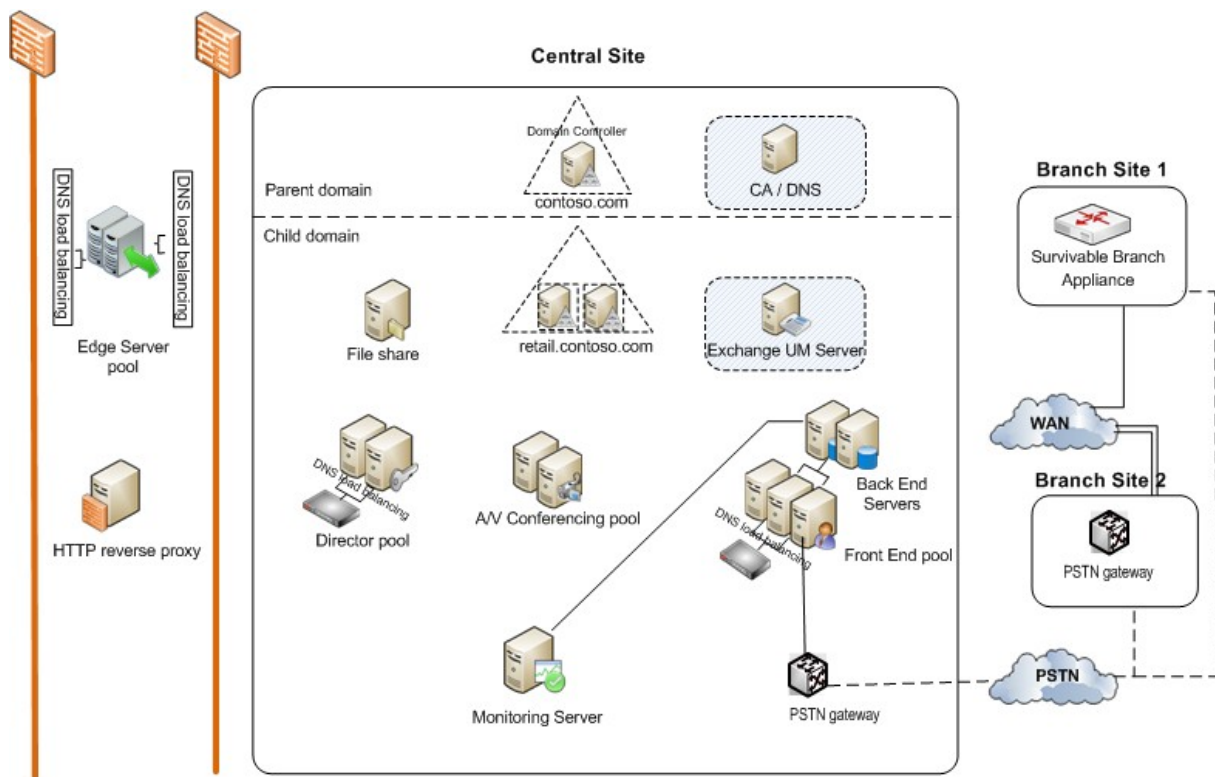 Central Site
DNS load balancing
DNS load balancing
Edge Server
pool
HTTP reverse proxy
Domain Controller
contoso.com
CA / DNS
Parent domain
Child domain
File share
retail.contoso.com
Exchange UM Server
DNS load balancing
Director pool
A/V Conferencing pool
Back End
Servers
DNS load balancing
Front End pool
Monitoring Server
PSTN gateway
Branch Site 1
Survivable Branch
Appliance
WAN
Branch Site 2
PSTN gateway
PSTN